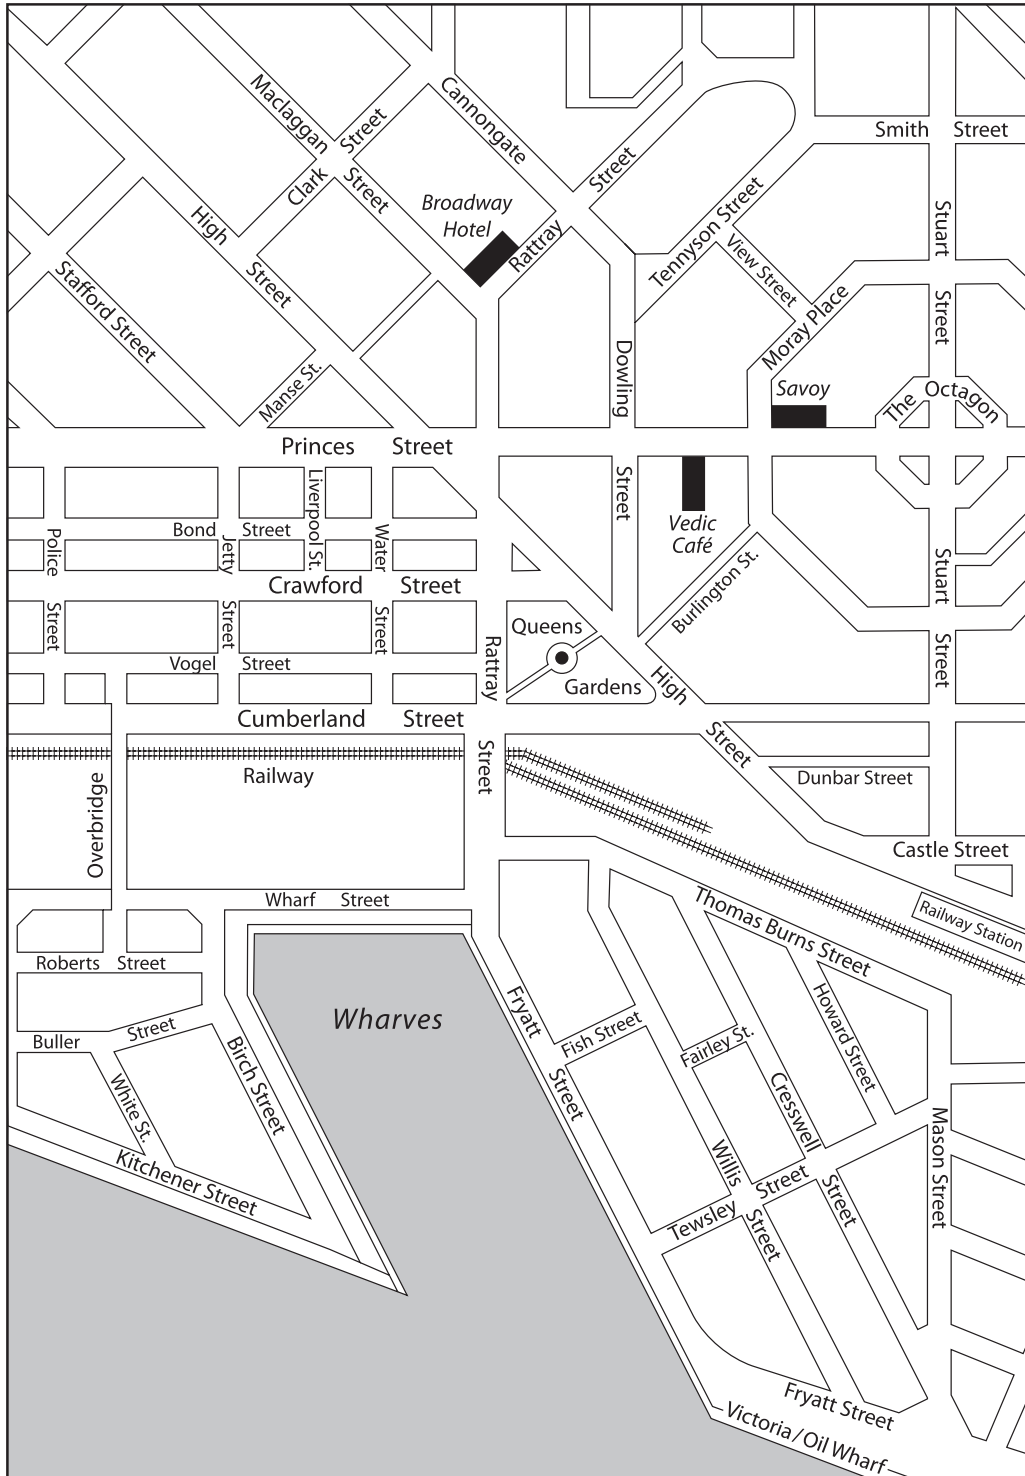 Maclaggan
Street
Cannongate
Street
Smith Street
Clark
Street
Broadway
Hotel
Rattray
High
Street
Tennyson Street
View Street
Stuart
Street
Stafford Street
Moray Place
Manse St.
Dowling
Savoy
The Octagon
Princes Street
Liverpool St.
Street
Vedic
Café
Police
Bond Street
Jetty
Water
Stuart
Crawford Street
Burlington St.
Street
Street
Street
Queens
Rattray
Street
Vogel Street
Gardens
High
Cumberland Street
Street
Street
Railway
Dunbar Street
Overbridge
Castle Street
Wharf Street
Thomas Burns Street
Railway Station
Roberts Street
Fryatt
Howard Street
Wharves
Fish Street
Street
Buller
Birch Street
Fairley St.
Street
Cresswell
White St.
Mason Street
Willis
Kitchener Street
Street
Street
Tewsley
Street
Fryatt Street
Victoria / Oil Wharf